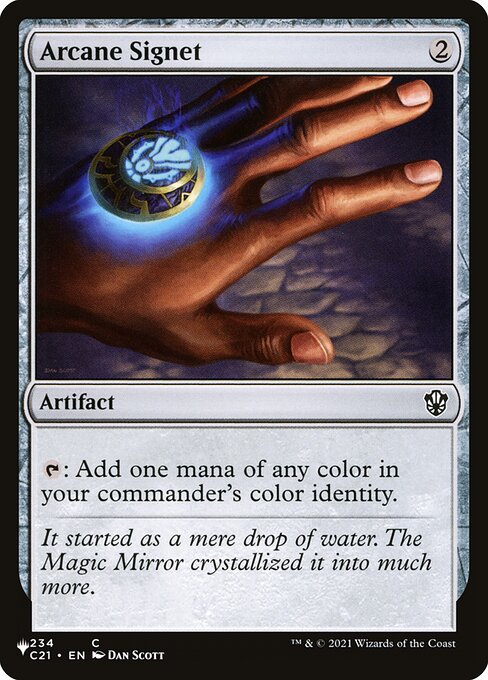 Arcane Signet 2
DAN SCOTT
Artifact
: Add one mana of any color in
your commander's color identity.
It started as a mere drop of water. The
Magic Mirror crystallized it into much
more.
234 C
C21 • EN Dan Scott
™ & © 2021 Wizards of the Coast